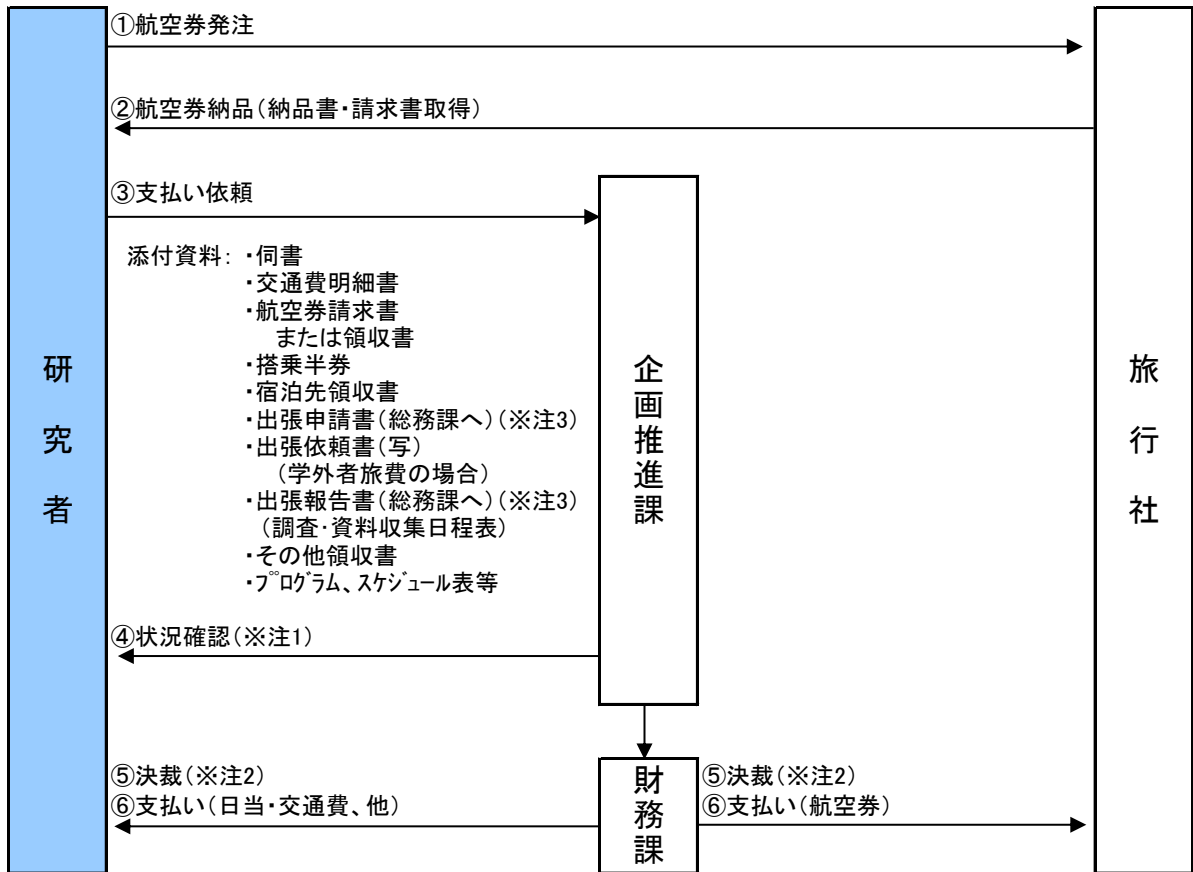 ①航空券発注
②航空券納品(納品書・請求書取得)
③支払い依頼
添付資料: ・伺書
・交通費明細書
・航空券請求書
または領収書
・搭乗半券
・宿泊先領収書
・出張申請書(総務課へ)(※注3)
・出張依頼書(写)
(学外者旅費の場合)
・出張報告書(総務課へ)(※注3)
(調査・資料収集日程表)
・その他領収書
・プログラム、スケジュール表等
研究者
企画推進課
旅行社
④状況確認(※注1)
⑤決裁(※注2)
⑥支払い(日当・交通費、他)
財務課
⑤決裁(※注2)
⑥支払い(航空券)